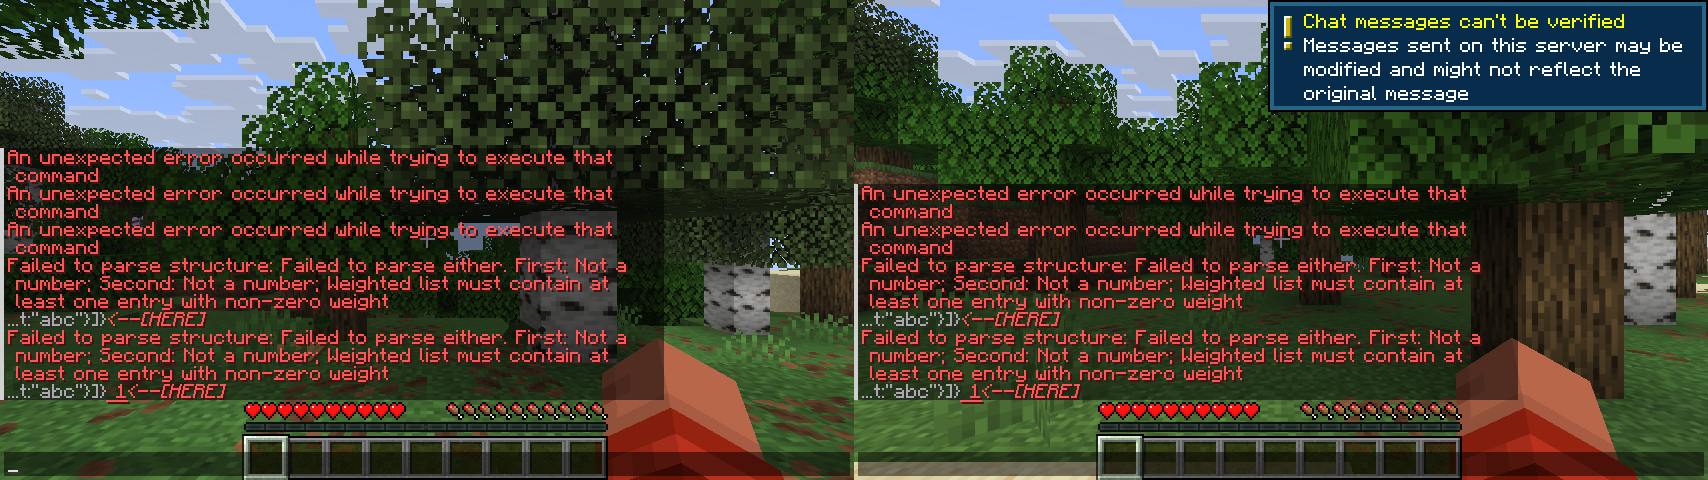 An unexpected error occurred while trying to execute that
command
An unexpected error occurred while trying to execute that
command
An unexpected error occurred while trying to execute that
command
Failed to parse structure: Failed to parse either. First: Not a
number; Second: Not a number; Weighted list must contain at
least one entry with non-zero weight
...t:"abc"}]}<--[HERE]
Failed to parse structure: Failed to parse either. First: Not a
number; Second: Not a number; Weighted list must contain at
least one entry with non-zero weight
...t:"abc"}]} 1<--[HERE]
_
Chat messages can't be verified
Messages sent on this server may be
modified and might not reflect the
original message
An unexpected error occurred while trying to execute that
command
An unexpected error occurred while trying to execute that
command
Failed to parse structure: Failed to parse either. First: Not a
number; Second: Not a number; Weighted list must contain at
least one entry with non-zero weight
...t:"abc"}]}<--[HERE]
Failed to parse structure: Failed to parse either. First: Not a
number; Second: Not a number; Weighted list must contain at
least one entry with non-zero weight
...t:"abc"}]} 1<--[HERE]